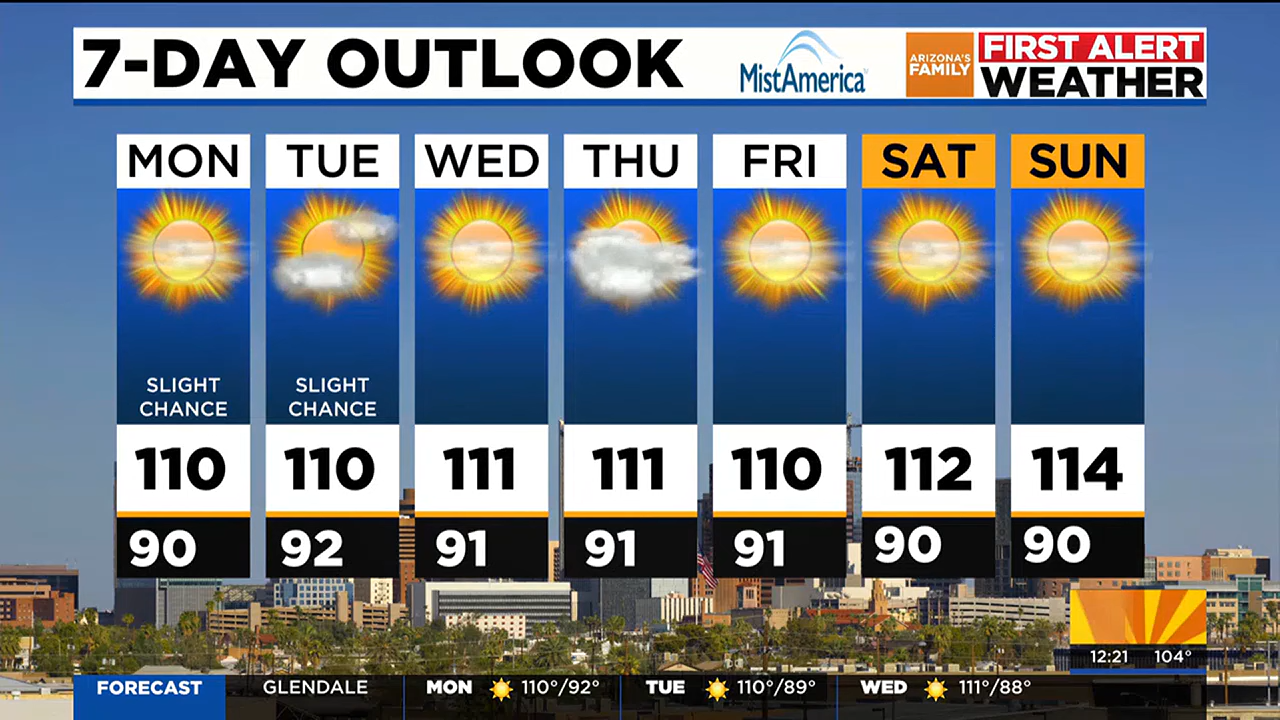 7-DAY OUTLOOK
MistAmerica
ARIZONA'S
FAMILY
FIRST ALERT
WEATHER
MON TUE WED THU FRI SAT SUN
SLIGHT CHANCE
SLIGHT CHANCE
110 110 111 111 110 112 114
90 92 91 91 91 90 90
12:21 104°
FORECAST GLENDALE MON 110°/92° TUE 110°/89° WED 111°/88°